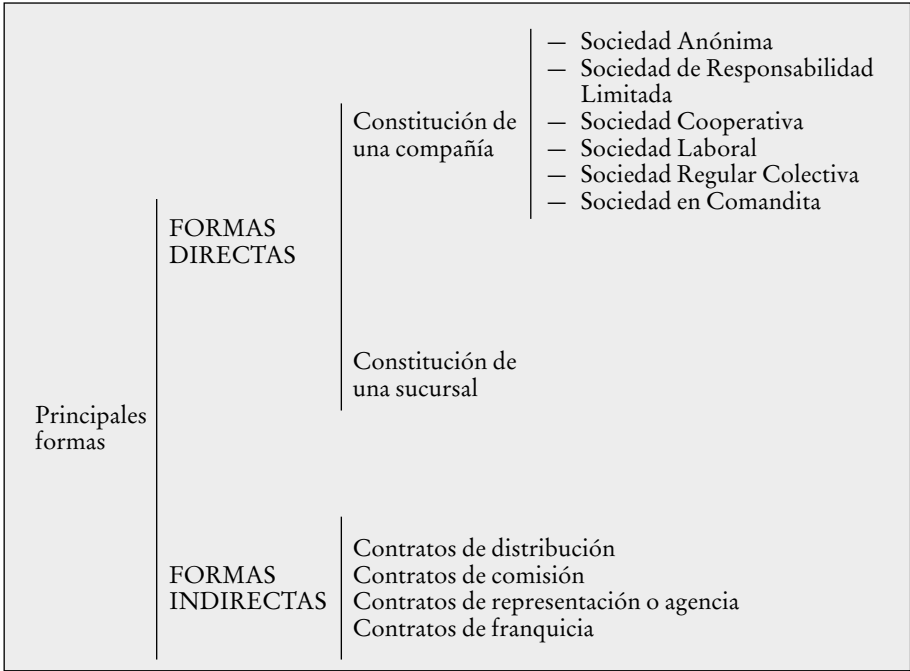 Principales
formas
FORMAS
DIRECTAS
Constitución de
una compañía
— Sociedad Anónima
— Sociedad de Responsabilidad
Limitada
— Sociedad Cooperativa
— Sociedad Laboral
— Sociedad Regular Colectiva
— Sociedad en Comandita
Constitución de
una sucursal
FORMAS
INDIRECTAS
Contratos de distribución
Contratos de comisión
Contratos de representación o agencia
Contratos de franquicia